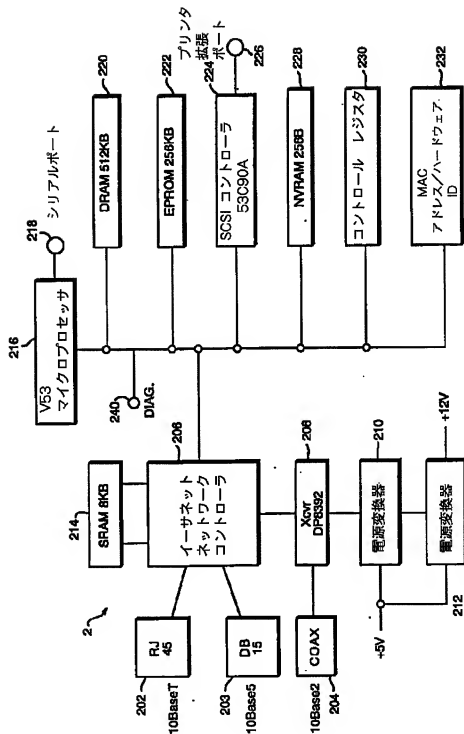 V53
マイクロプロセッサ
216
218
シリアルポート
DRAM 512KB
220
EPROM 256KB
222
SCSI コントローラ
53C90A
224
プリンタ
拡張
ポート
226
NVRAM 256B
228
コントロール レジスタ
230
MAC
アドレス/ハードウェア
ID
232
240
DIAG.
SRAM 8KB
214
イーサネット
ネットワーク
コントローラ
206
2
RJ
45
202
10BaseT
DB
15
203
10Base5
COAX
204
10Base2
Xcvr
DP8392
208
電源変換器
210
+5V
電源変換器
212
+12V